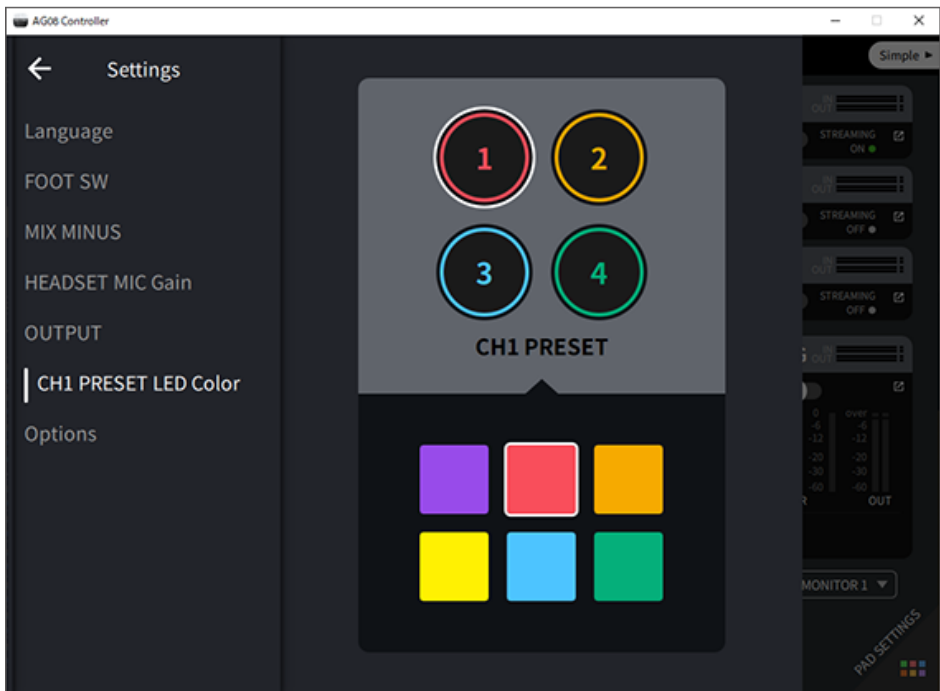 AG08 Controller
Settings
Language
FOOT SW
MIX MINUS
HEADSET MIC Gain
OUTPUT
CH1 PRESET LED Color
Options
1
2
3
4
CH1 PRESET
Simple
IN
OUT
STREAMING
ON
IN
OUT
STREAMING
OFF
IN
OUT
STREAMING
OFF
IN
OUT
0 over
-6 -6
-12 -12
-20 -20
-30 -30
-60 -60
OUT
MONITOR 1
PAD SETTINGS